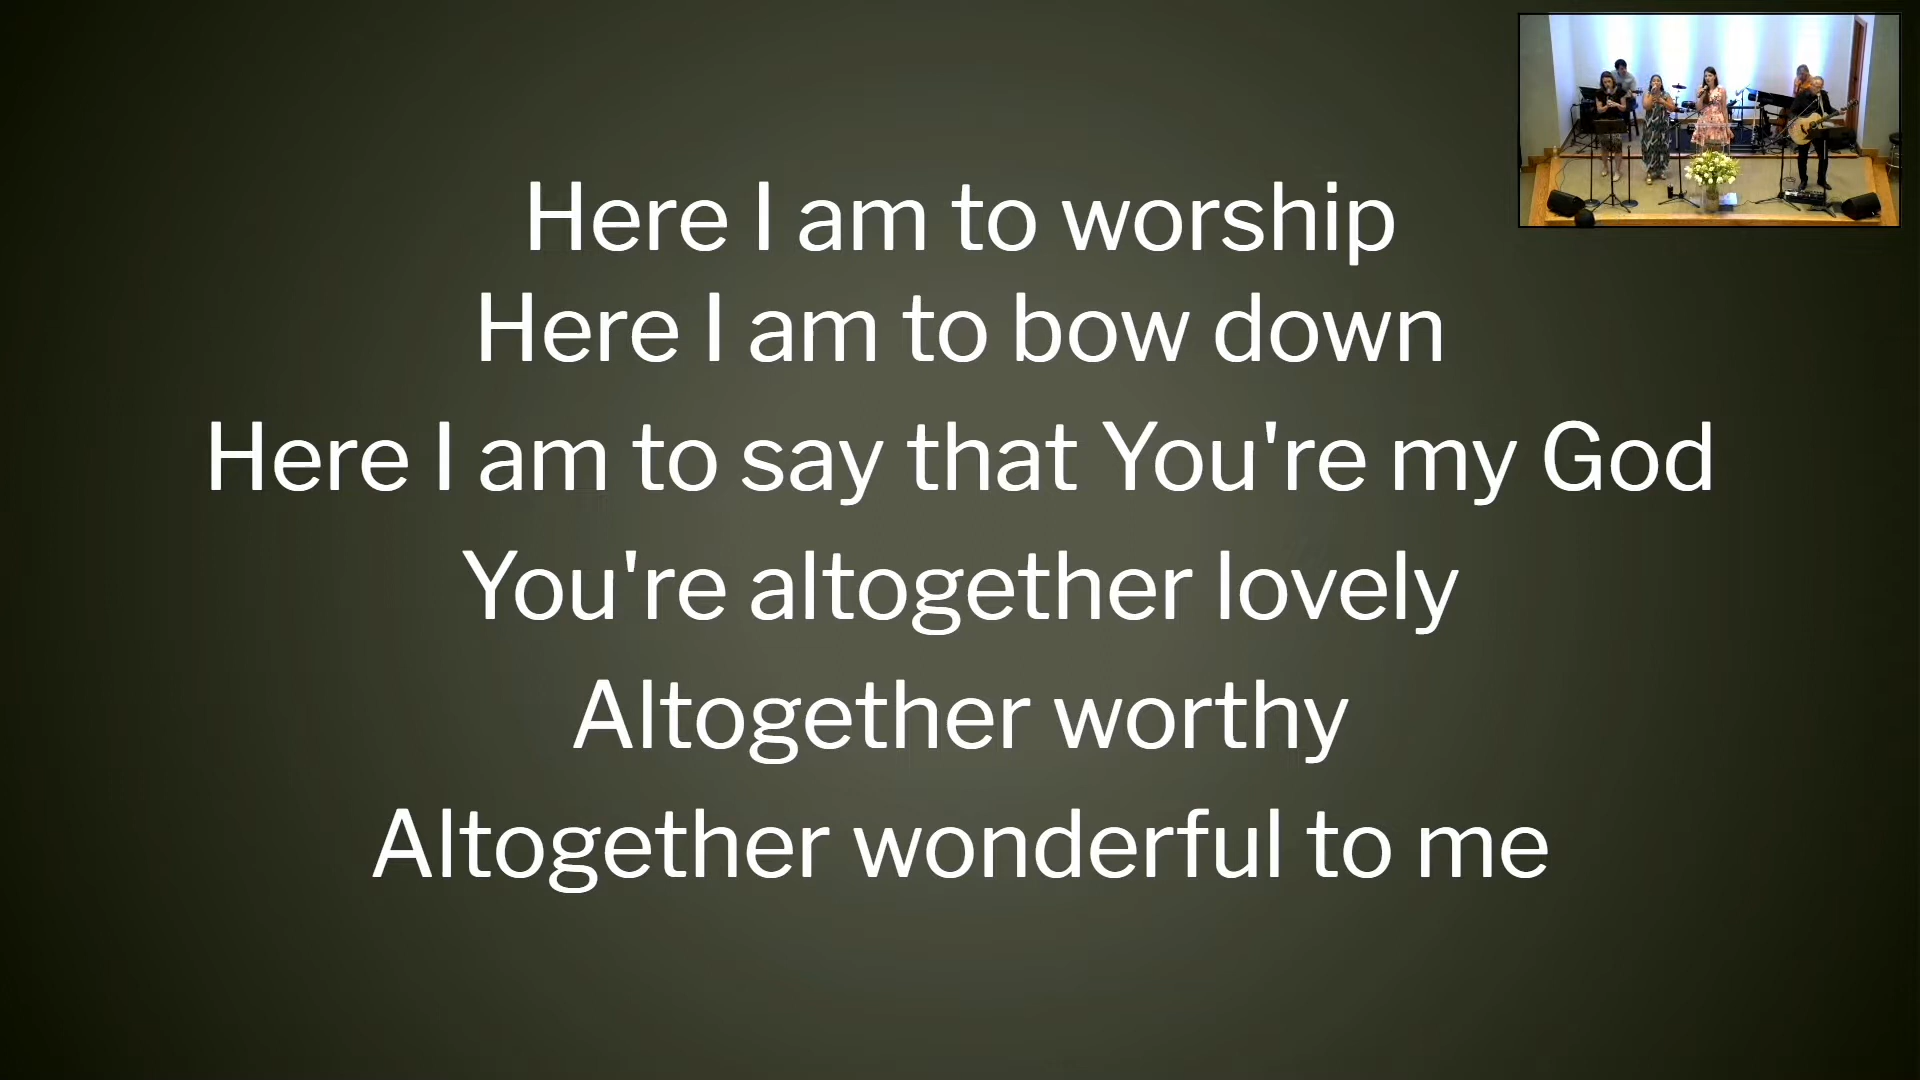 Here I am to worship
Here I am to bow down
Here I am to say that You're my God
You're altogether lovely
Altogether worthy
Altogether wonderful to me